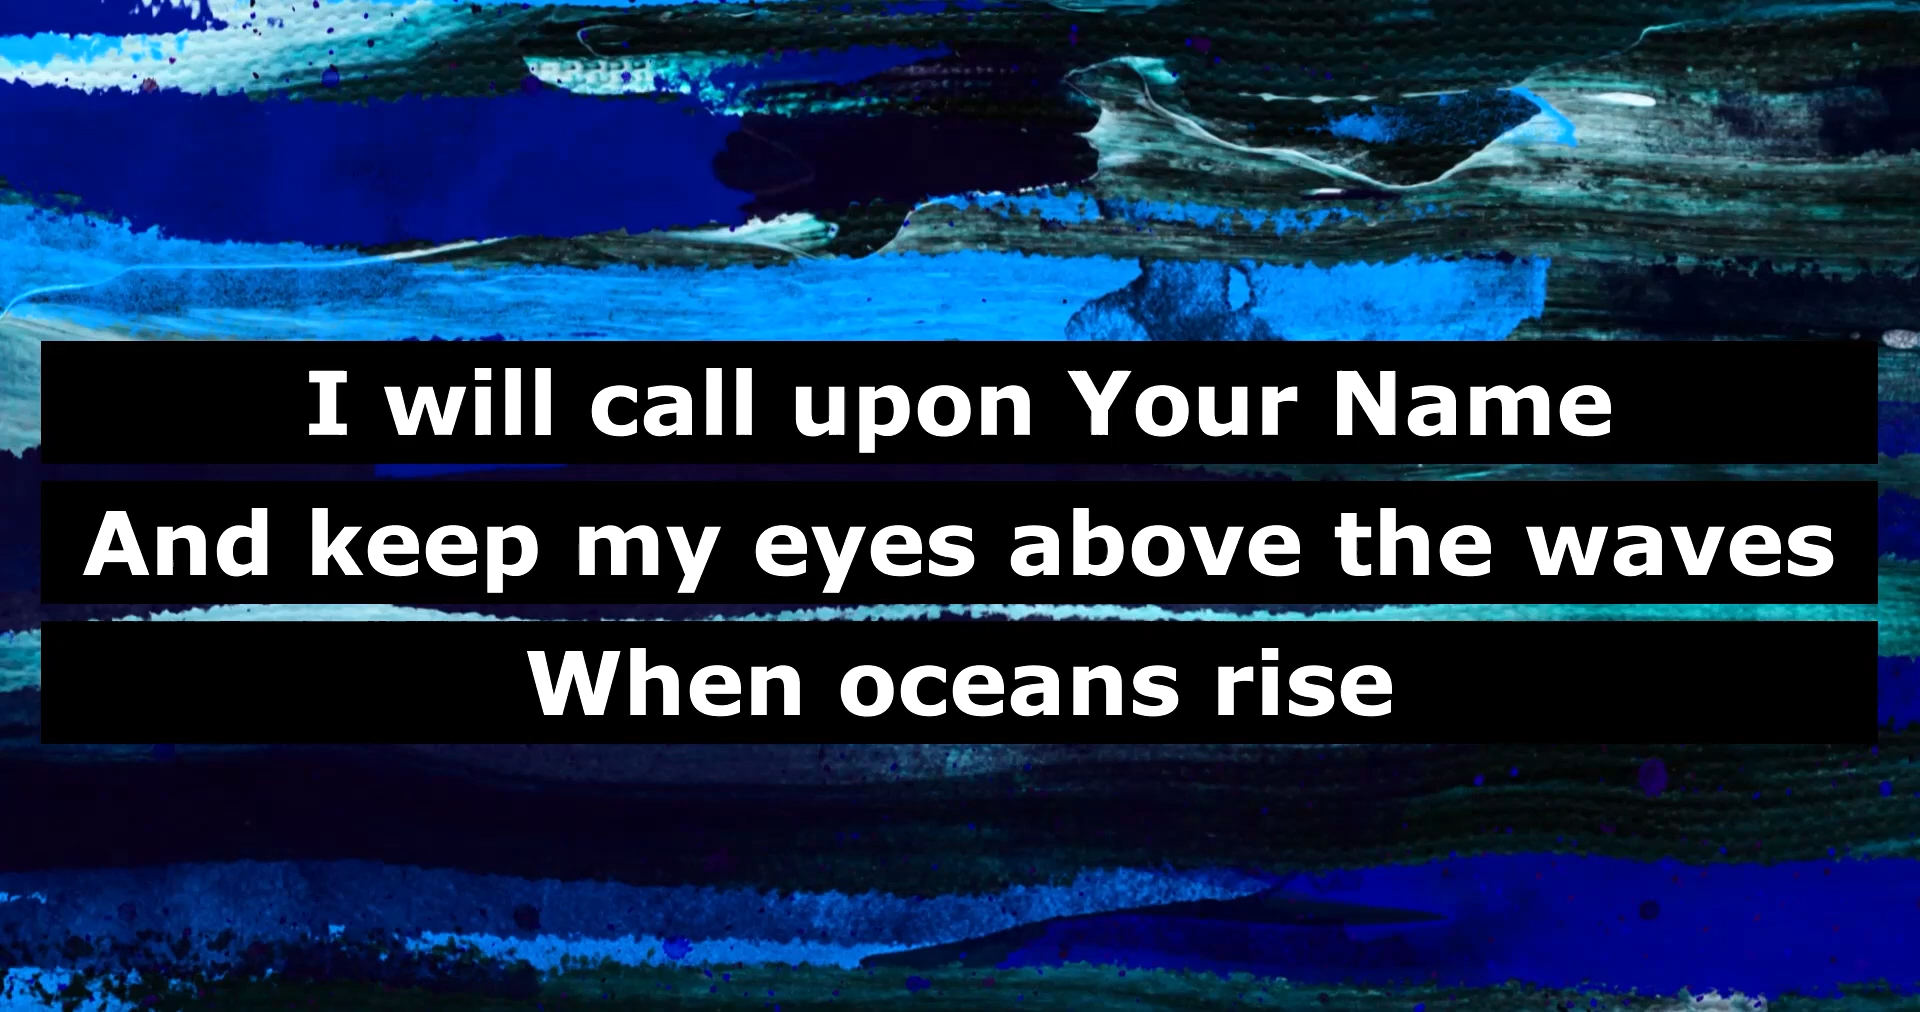 I will call upon Your Name
And keep my eyes above the waves
When oceans rise